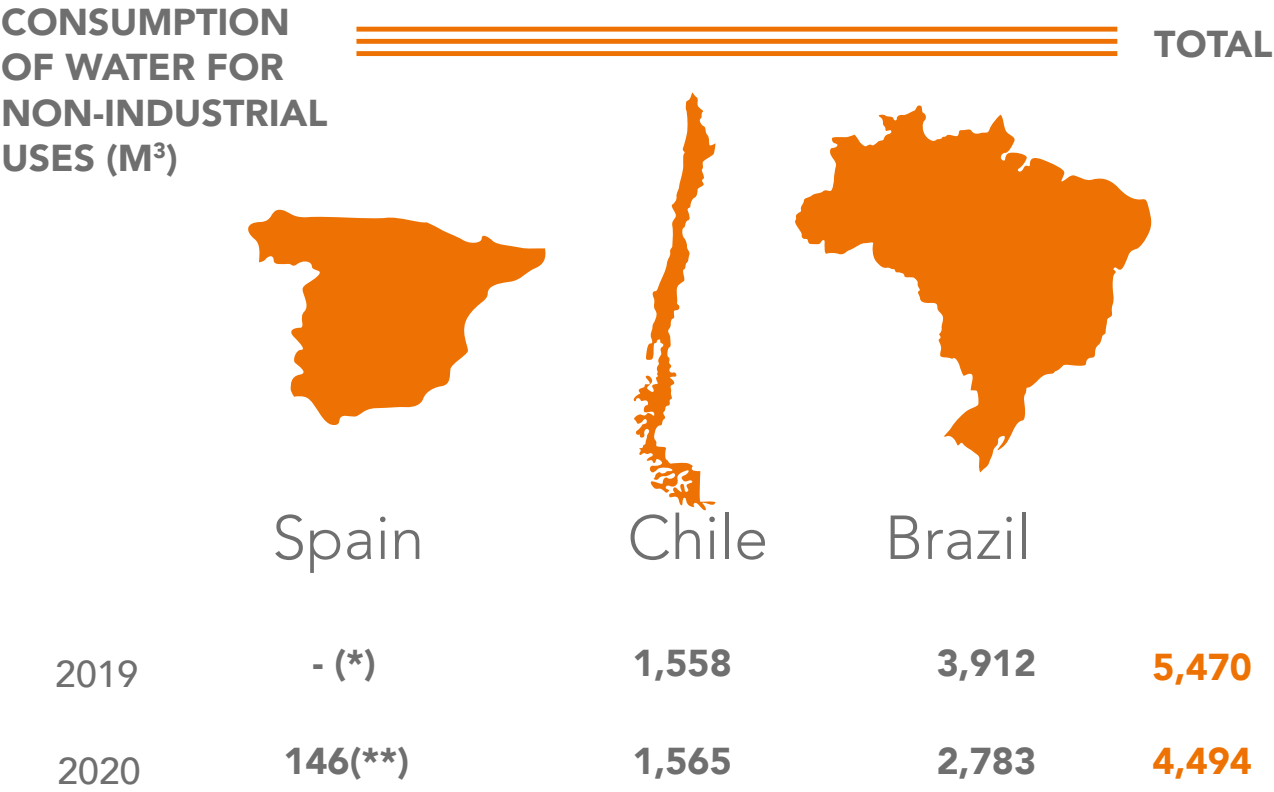 CONSUMPTION
OF WATER FOR
NON-INDUSTRIAL
USES (M³)
TOTAL
Spain Chile Brazil
2019 - (*) 1,558 3,912 5,470
2020 146(**) 1,565 2,783 4,494